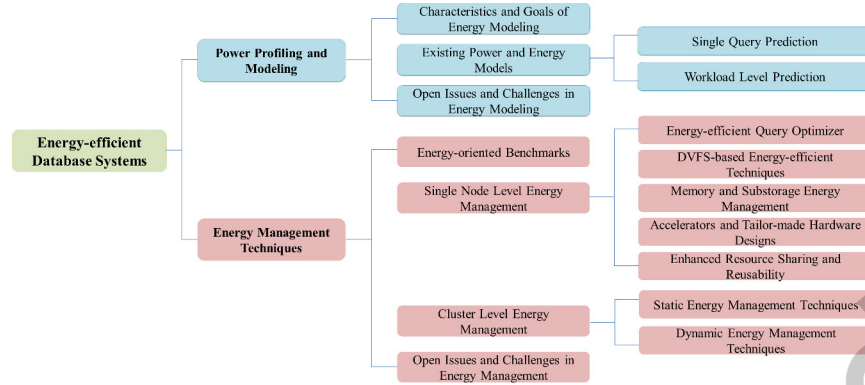 Energy-efficient
Database Systems
Power Profiling and
Modeling
Characteristics and Goals of
Energy Modeling
Existing Power and Energy
Models
Single Query Prediction
Workload Level Prediction
Open Issues and Challenges in
Energy Modeling
Energy Management
Techniques
Energy-oriented Benchmarks
Single Node Level Energy
Management
Energy-efficient Query Optimizer
DVFS-based Energy-efficient
Techniques
Memory and Substorage Energy
Management
Accelerators and Tailor-made Hardware
Designs
Enhanced Resource Sharing and
Reusability
Cluster Level Energy
Management
Static Energy Management Techniques
Dynamic Energy Management
Techniques
Open Issues and Challenges in
Energy Management